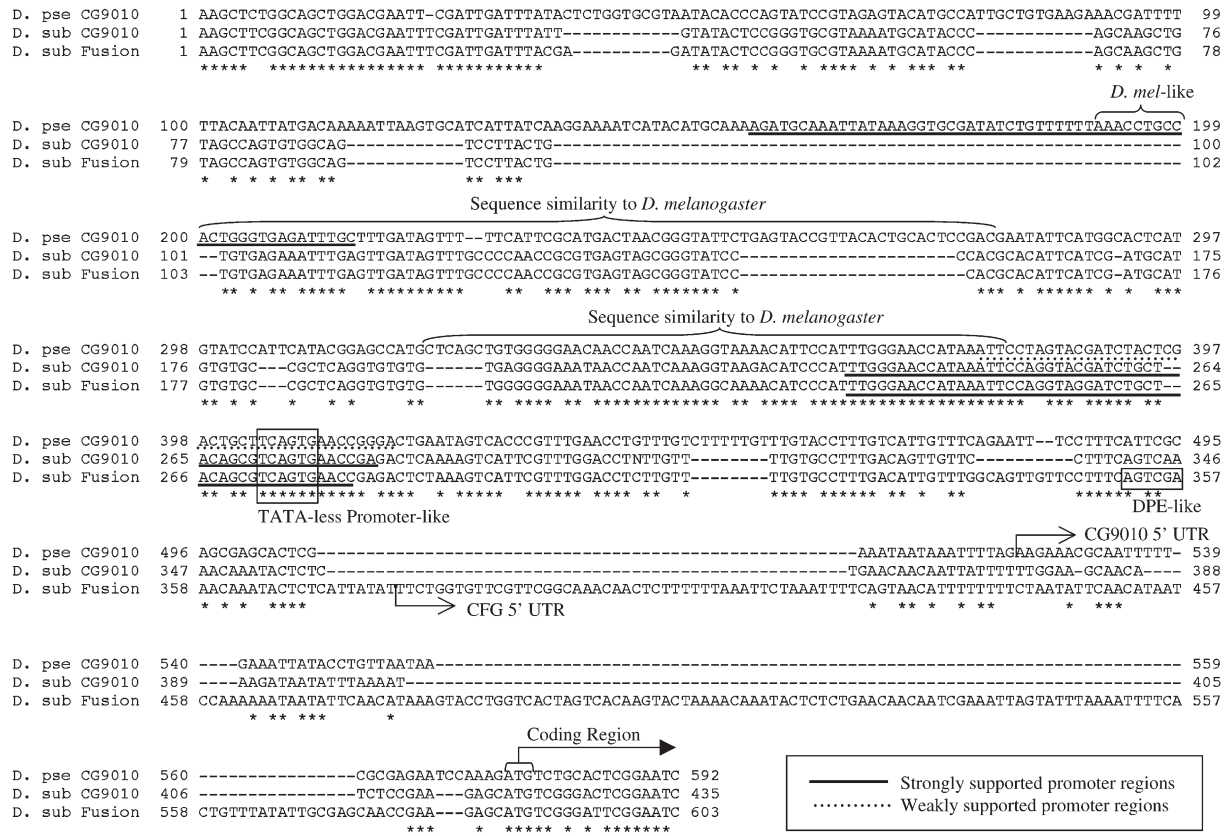 D. pse CG9010 1 AAGCTCTGGCAGCTGGACGAATT-CGATTGATTTATACTCTGGTGCGTAATACACCCAGTATCCGTAGAGTACATGCCATTGCTGTGAAGAAACGATTTT 99
D. sub CG9010 1 AAGCTTCGGCAGCTGGACGAATTTCGATTGATTTATT------------GTATACTCCGGGTGCGTAAAATGCATACCC------------AGCAAGCTG 76
D. sub Fusion 1 AAGCTTCGGCAGCTGGACGAATTTCGATTGATTTACGA----------GATATACTCCGGGTGCGTAAAATGCATACCC------------AGCAAGCTG 78
D. mel-like
D. pse CG9010 100 TTACAATTATGACAAAAATTAAGTGCATCATTATCAAGGAAAATCATACATGCAAAAGATGCAAATTATAAAGGTGCGATATCTGTTTTTTAAACCTGCC 199
D. sub CG9010 77 TAGCCAGTGTGGCAG------------TCCTTACTG---------------------------------------------------------------- 100
D. sub Fusion 79 TAGCCAGTGTGGCAG------------TCCTTACTG---------------------------------------------------------------- 102
Sequence similarity to D. melanogaster
D. pse CG9010 200 ACTGGGTGAGATTTGCTTTGATAGTTT--TTCATTCGCATGACTAACGGGTATTCTGAGTACCGTTACACTGCACTCCGACGAATATTCATGGCACTCAT 297
D. sub CG9010 101 --TGTGAGAAATTTGAGTTGATAGTTTGCCCCAACCGCGTGAGTAGCGGGTATCC-----------------------CCACGCACATTCATCG-ATGCAT 175
D. sub Fusion 103 --TGTGAGAAATTTGAGTTGATAGTTTGCCCCAACCGCGTGAGTAGCGGGTATCC-----------------------CACGCACATTCATCG-ATGCAT 176
Sequence similarity to D. melanogaster
D. pse CG9010 298 GTATCCATTCATACGGAGCCATGCTCAGCTGTGGGGGAACAACCAATCAAAGGTAAAACATTCCATTTGGGAACCATAAATTCCTAGTACGATCTACTCG 397
D. sub CG9010 176 GTGTGC---CGCTCAGGTGTGTG---------TGAGGGGAATAACCAATCAAAGGTAAGACATCCCATTTGGGAACCATAAATTCCAGGTACGATCTGCT- 264
D. sub Fusion 177 GTGTGC---CGCTCAGGTGTGTG--------TGGGGGGAAATAACCAATCAAAGGCAAAACATCCCATTTGGGAACCATAAATTCCAGGTAGGATCTGCT- 265
D. pse CG9010 398 ACTGCTTCAGTGAACCGGGACTGAATAGTCACCCGTTTGAACCTGTTTGTCTTTTTGTTTGTACCTTTGTCATTGTTTCAGAATT--TCCTTTCATTCGC 495
D. sub CG9010 265 ACAGCGTCAGTGAACCGAGACTCAAAAGTCATTCGTTTGGACCTNTTGTT-------TTGTGCCTTTGACAGTTGTTC-------CTTTCAGTCAA 346
D. sub Fusion 266 ACAGCGTCAGTGAACCGAGACTCTAAAGTCATTCGTTTGGACCTCTTGTT-------TTGTGCCTTTGACATTGTTTGGCAGTTGTTCCTTTCAGTCGA 357
TATA-less Promoter-like DPE-like
CG9010 5' UTR
D. pse CG9010 496 AGCGAGCACTCG-------------------------------------------------------AAATAATAAATTTTAGAAGAAACGCAATTTTT- 539
D. sub CG9010 347 AACAAATACTCTC-----------------------------------------------------TGAACAACAATTATTTTTTGGAA-GCAACA---- 388
D. sub Fusion 358 AACAAATACTCTCATTATATTTCTGGTGTTCGTTCGGCAAACAACTCTTTTTTAAATTCTAAATTTTCAGTAACATTTTTTTTCTAATATTCAACATAAT 457
CFG 5' UTR
D. pse CG9010 540 ----GAAATTATACCTGTTAATAA---------------------------------------------------------------------------- 559
D. sub CG9010 389 ----AAGATAATATTTAAAAT------------------------------------------------------------------------------- 405
D. sub Fusion 458 CCAAAAAATAATATTCAACATAAAGTACCTGGTCACTAGTCACAAGTACTAAAACAAATACTCTCTGAACAACAATCGAAATTAGTATTTAAAATTTTCA 557
Coding Region
D. pse CG9010 560 ----------------CGCGAGAATCCAAAGATGTCTGCACTCGGAATC 592
D. sub CG9010 406 ----------------TCTCCGAA---GAGCATGTCGGGACTCGGAATC 435
D. sub Fusion 558 CTGTTTATATTGCGAGCAACCGAA---GAGCATGTCGGGATTCGGAATC 603
Strongly supported promoter regions
Weakly supported promoter regions